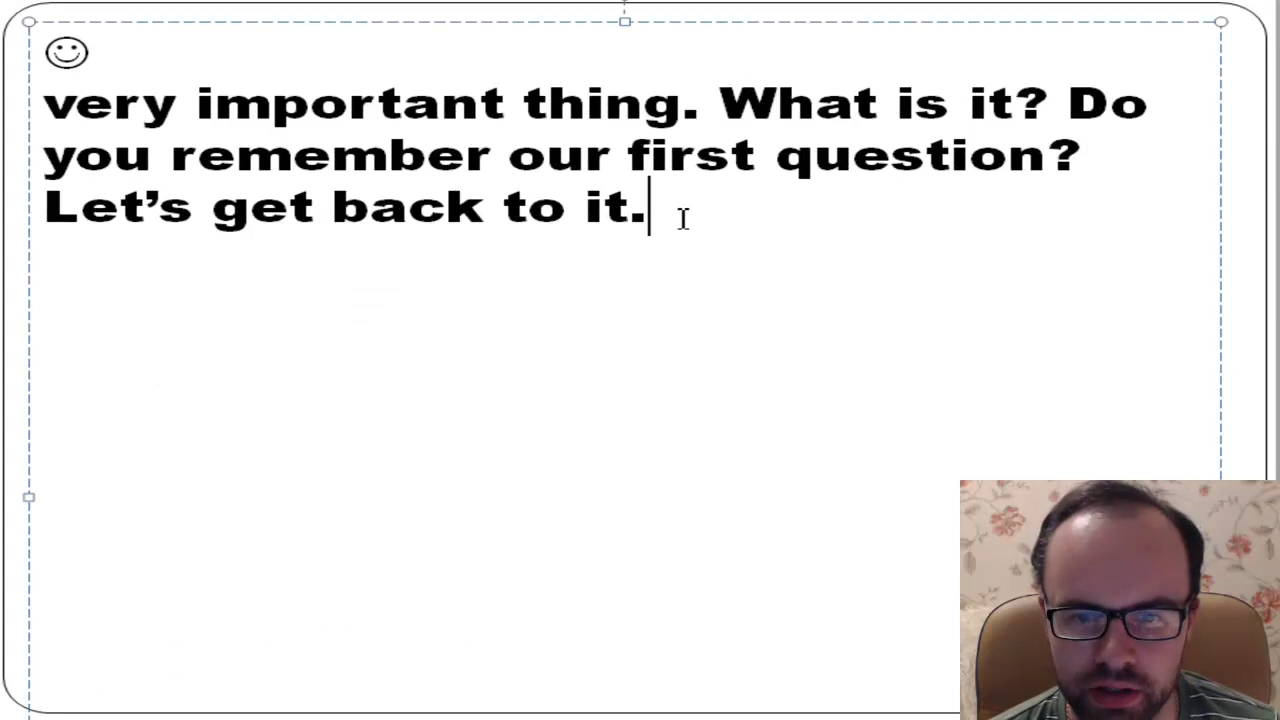 ☺
very important thing. What is it? Do
you remember our first question?
Let’s get back to it.